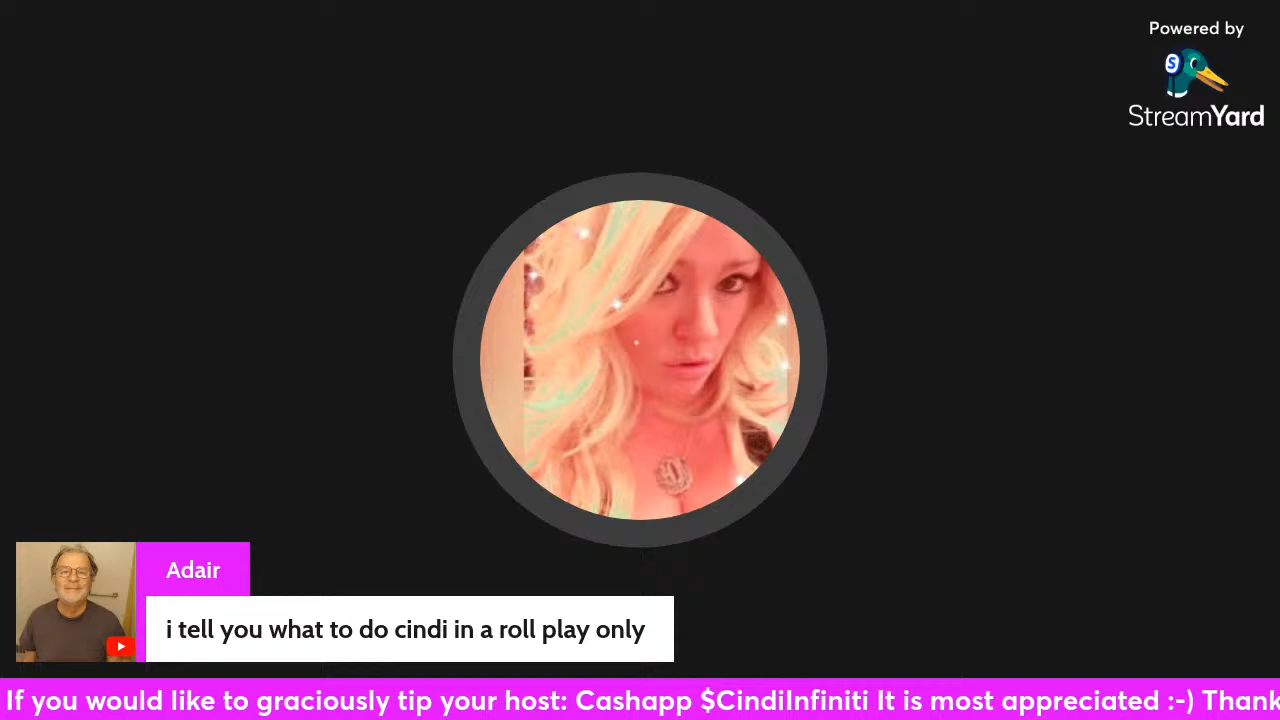 Powered by
StreamYard
Adair
i tell you what to do cindi in a roll play only
If you would like to graciously tip your host: Cashapp $CindiInfiniti It is most appreciated :-) Thank